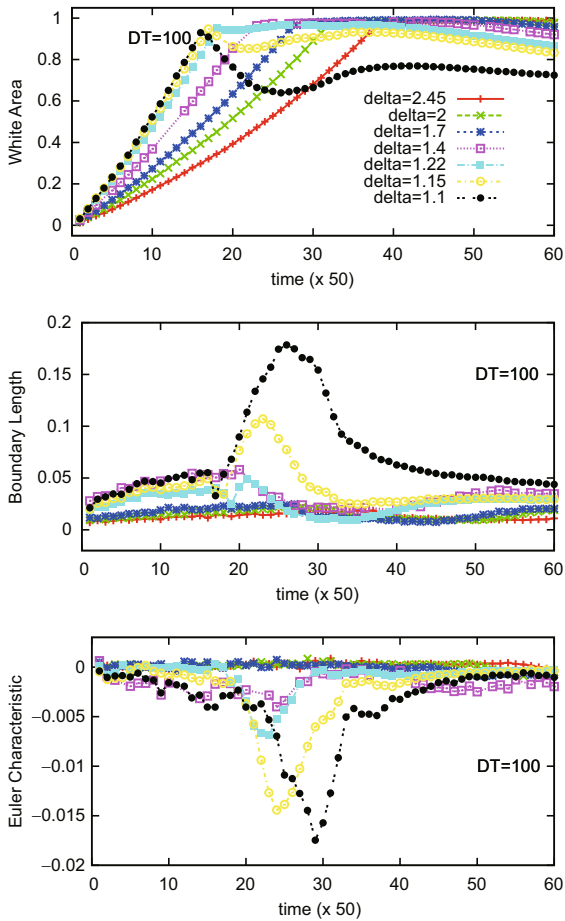 1
0.8
0.6
0.4
0.2
0
White Area
DT=100
delta=2.45
delta=2
delta=1.7
delta=1.4
delta=1.22
delta=1.15
delta=1.1
0 10 20 30 40 50 60
time (x 50)
0.2
0.15
0.1
0.05
0
Boundary Length
DT=100
0 10 20 30 40 50 60
time (x 50)
0
−0.005
−0.01
−0.015
−0.02
Euler Characteristic
DT=100
0 10 20 30 40 50 60
time (x 50)